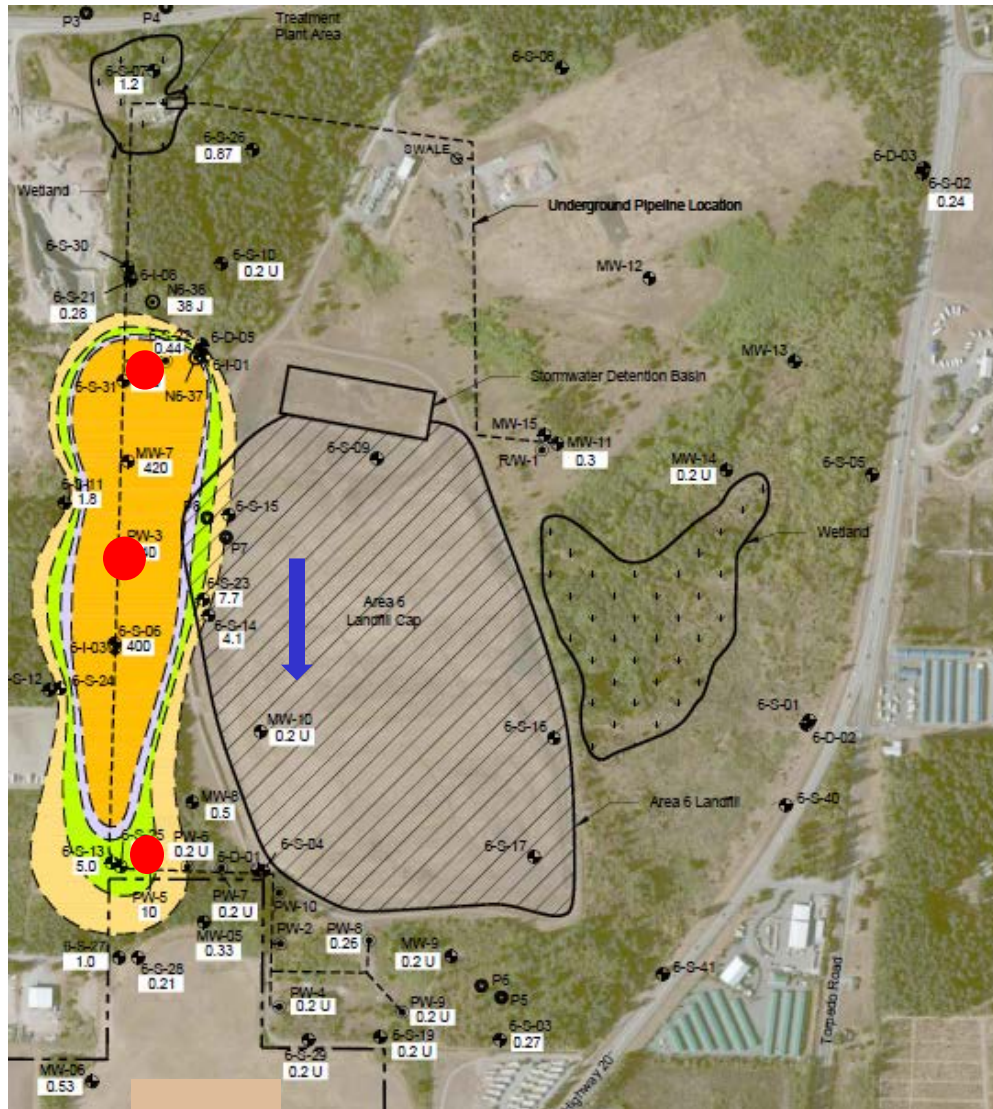 P3
P4
Treatment
Plant Area
6-S-07
1.2
6-S-08
6-S-26
0.87
SWALE
6-D-03
6-S-02
0.24
Wetland
Underground Pipeline Location
6-S-30
6-I-08
6-S-10
0.2 U
MW-12
6-S-21
0.28
N6-38
38 J
0.44
6-D-05
6-I-01
N6-37
MW-13
6-S-31
Stormwater Detention Basin
MW-15
MW-11
0.3
R/W-1
6-S-09
MW-7
420
MW-14
0.2 U
6-S-05
1.8
6-S-15
P7
PW-3
Wetland
6-S-23
7.7
6-S-14
4.1
Area 6
Landfill Cap
6-S-06
400
6-I-03
S-12
6-S-24
MW-10
0.2 U
6-S-16
6-S-01
6-D-02
MW-8
0.5
Area 6 Landfill
6-S-40
PW-6
0.2 U
6-S-13
5.0
6-D-01
6-S-04
6-S-17
PW-5
10
PW-7
0.2 U
PW-10
MW-05
0.33
PW-2
PW-8
0.26
MW-9
0.2 U
6-S-27
1.0
6-S-28
0.21
6-S-41
P6
P5
PW-4
0.2 U
PW-9
0.2 U
6-S-29
0.2 U
6-S-19
0.2 U
6-S-03
0.27
MW-06
0.53
Highway 20
Torpedo Road